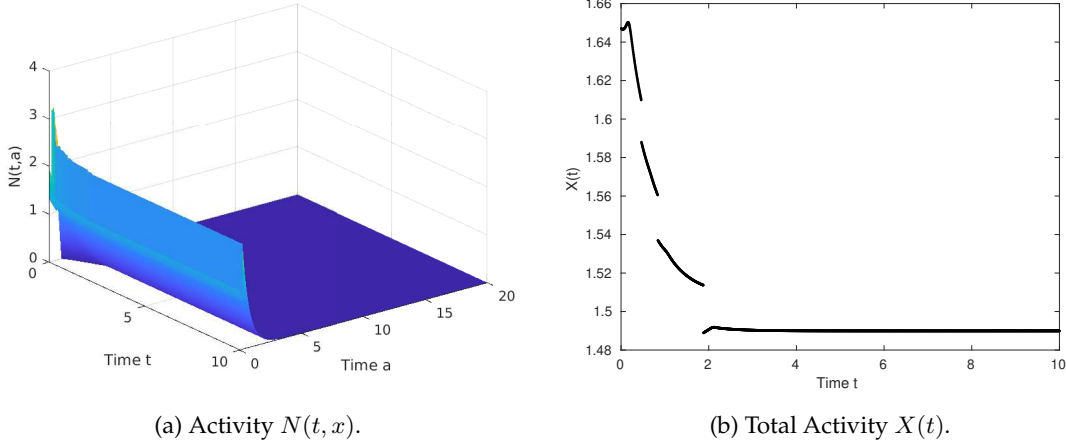 4
3
2
1
0
N(t,a)
0
5
10
Time t
0
5
10
15
20
Time a
(a) Activity N(t, x).
1.66
1.64
1.62
1.6
1.58
1.56
1.54
1.52
1.5
1.48
X(t)
0 2 4 6 8 10
Time t
(b) Total Activity X(t).